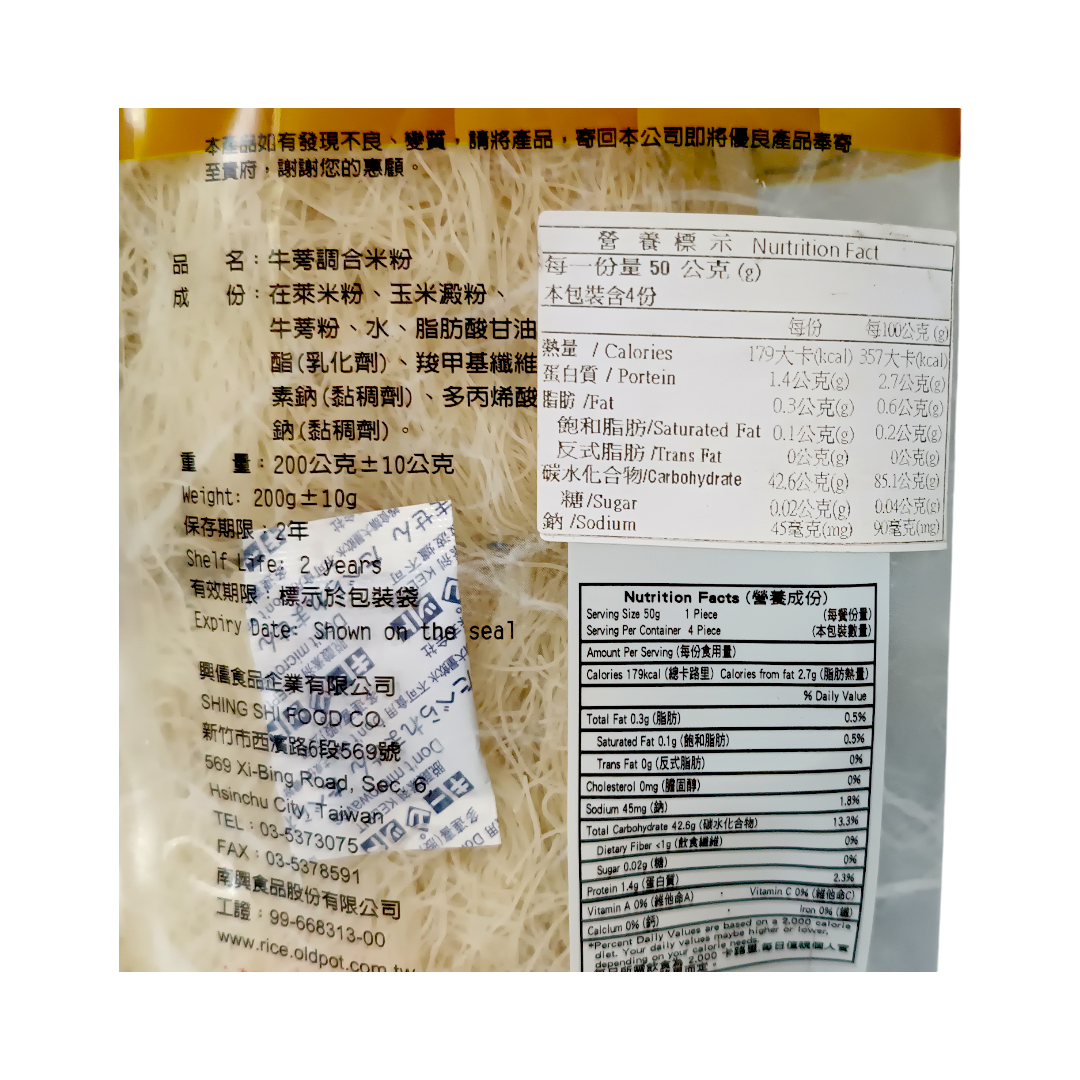 本產品如有發現不良、變質，請將產品，寄回本公司即將優良產品奉寄
至貴府，謝謝您的惠顧。
品 名：牛蒡調合米粉
成 份：在萊米粉、玉米澱粉、
牛蒡粉、水、脂肪酸甘油
酯(乳化劑)、羧甲基纖維
素鈉(黏稠劑)、多丙烯酸
鈉(黏稠劑)。
重 量：200公克±10公克
Weight: 200g±10g
保存期限：2年
Shelf Life: 2 years
有效期限：標示於包裝袋
Expiry Date: Shown on the seal
興僖食品企業有限公司
SHING SHI FOOD CO.
新竹市西濱路6段569號
569 Xi-Bing Road, Sec. 6,
Hsinchu City, Taiwan
TEL：03-5373075
FAX：03-5378591
南興食品股份有限公司
工證：99-668313-00
www.rice.oldpot.com.tw
營養標示 Nurtrition Fact
每一份量 50 公克 (g)
本包裝含4份
每份 每100公克 (g)
熱量 / Calories 179大卡(kcal) 357大卡(kcal)
蛋白質 / Portein 1.4公克(g) 2.7公克(g)
脂肪 /Fat 0.3公克(g) 0.6公克(g)
飽和脂肪/Saturated Fat 0.1公克(g) 0.2公克(g)
反式脂肪 /Trans Fat 0公克(g) 0公克(g)
碳水化合物/Carbohydrate 42.6公克(g) 85.1公克(g)
糖 /Sugar 0.02公克(g) 0.04公克(g)
鈉 /Sodium 45毫克(mg) 90毫克(mg)
Nutrition Facts (營養成份)
Serving Size 50g 1 Piece (每餐份量)
Serving Per Container 4 Piece (本包裝數量)
Amount Per Serving (每份食用量)
Calories 179kcal (總卡路里) Calories from fat 2.7g (脂肪熱量)
% Daily Value
Total Fat 0.3g (脂肪) 0.5%
Saturated Fat 0.1g (飽和脂肪) 0.5%
Trans Fat 0g (反式脂肪) 0%
Cholesterol 0mg (膽固醇) 0%
Sodium 45mg (鈉) 1.8%
Total Carbohydrate 42.6g (碳水化合物) 13.3%
Dietary Fiber <1g (飲食纖維) 0%
Sugar 0.02g (糖) 0%
Protein 1.4g (蛋白質) 2.3%
Vitamin A 0% (維他命A) · Vitamin C 0% (維他命C)
Calcium 0% (鈣) · Iron 0% (鐵)
*Percent Daily Values are based on a 2,000 calorie
diet. Your daily values maybe higher or lower,
depending on your calorie needs.